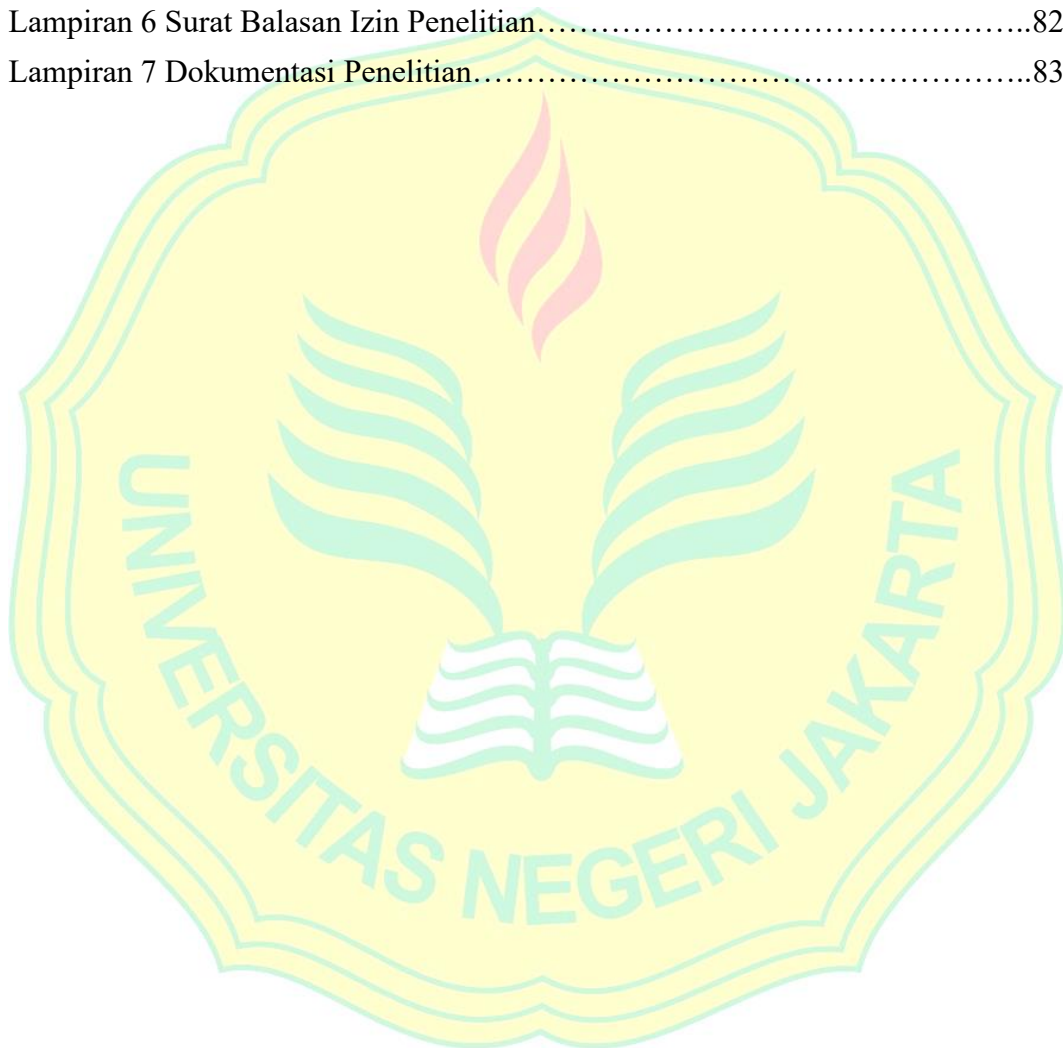 Lampiran 6 Surat Balasan Izin Penelitian…………………………………………..82
Lampiran 7 Dokumentasi Penelitian………………………………………………..83
UNIVERSITAS NEGERI JAKARTA